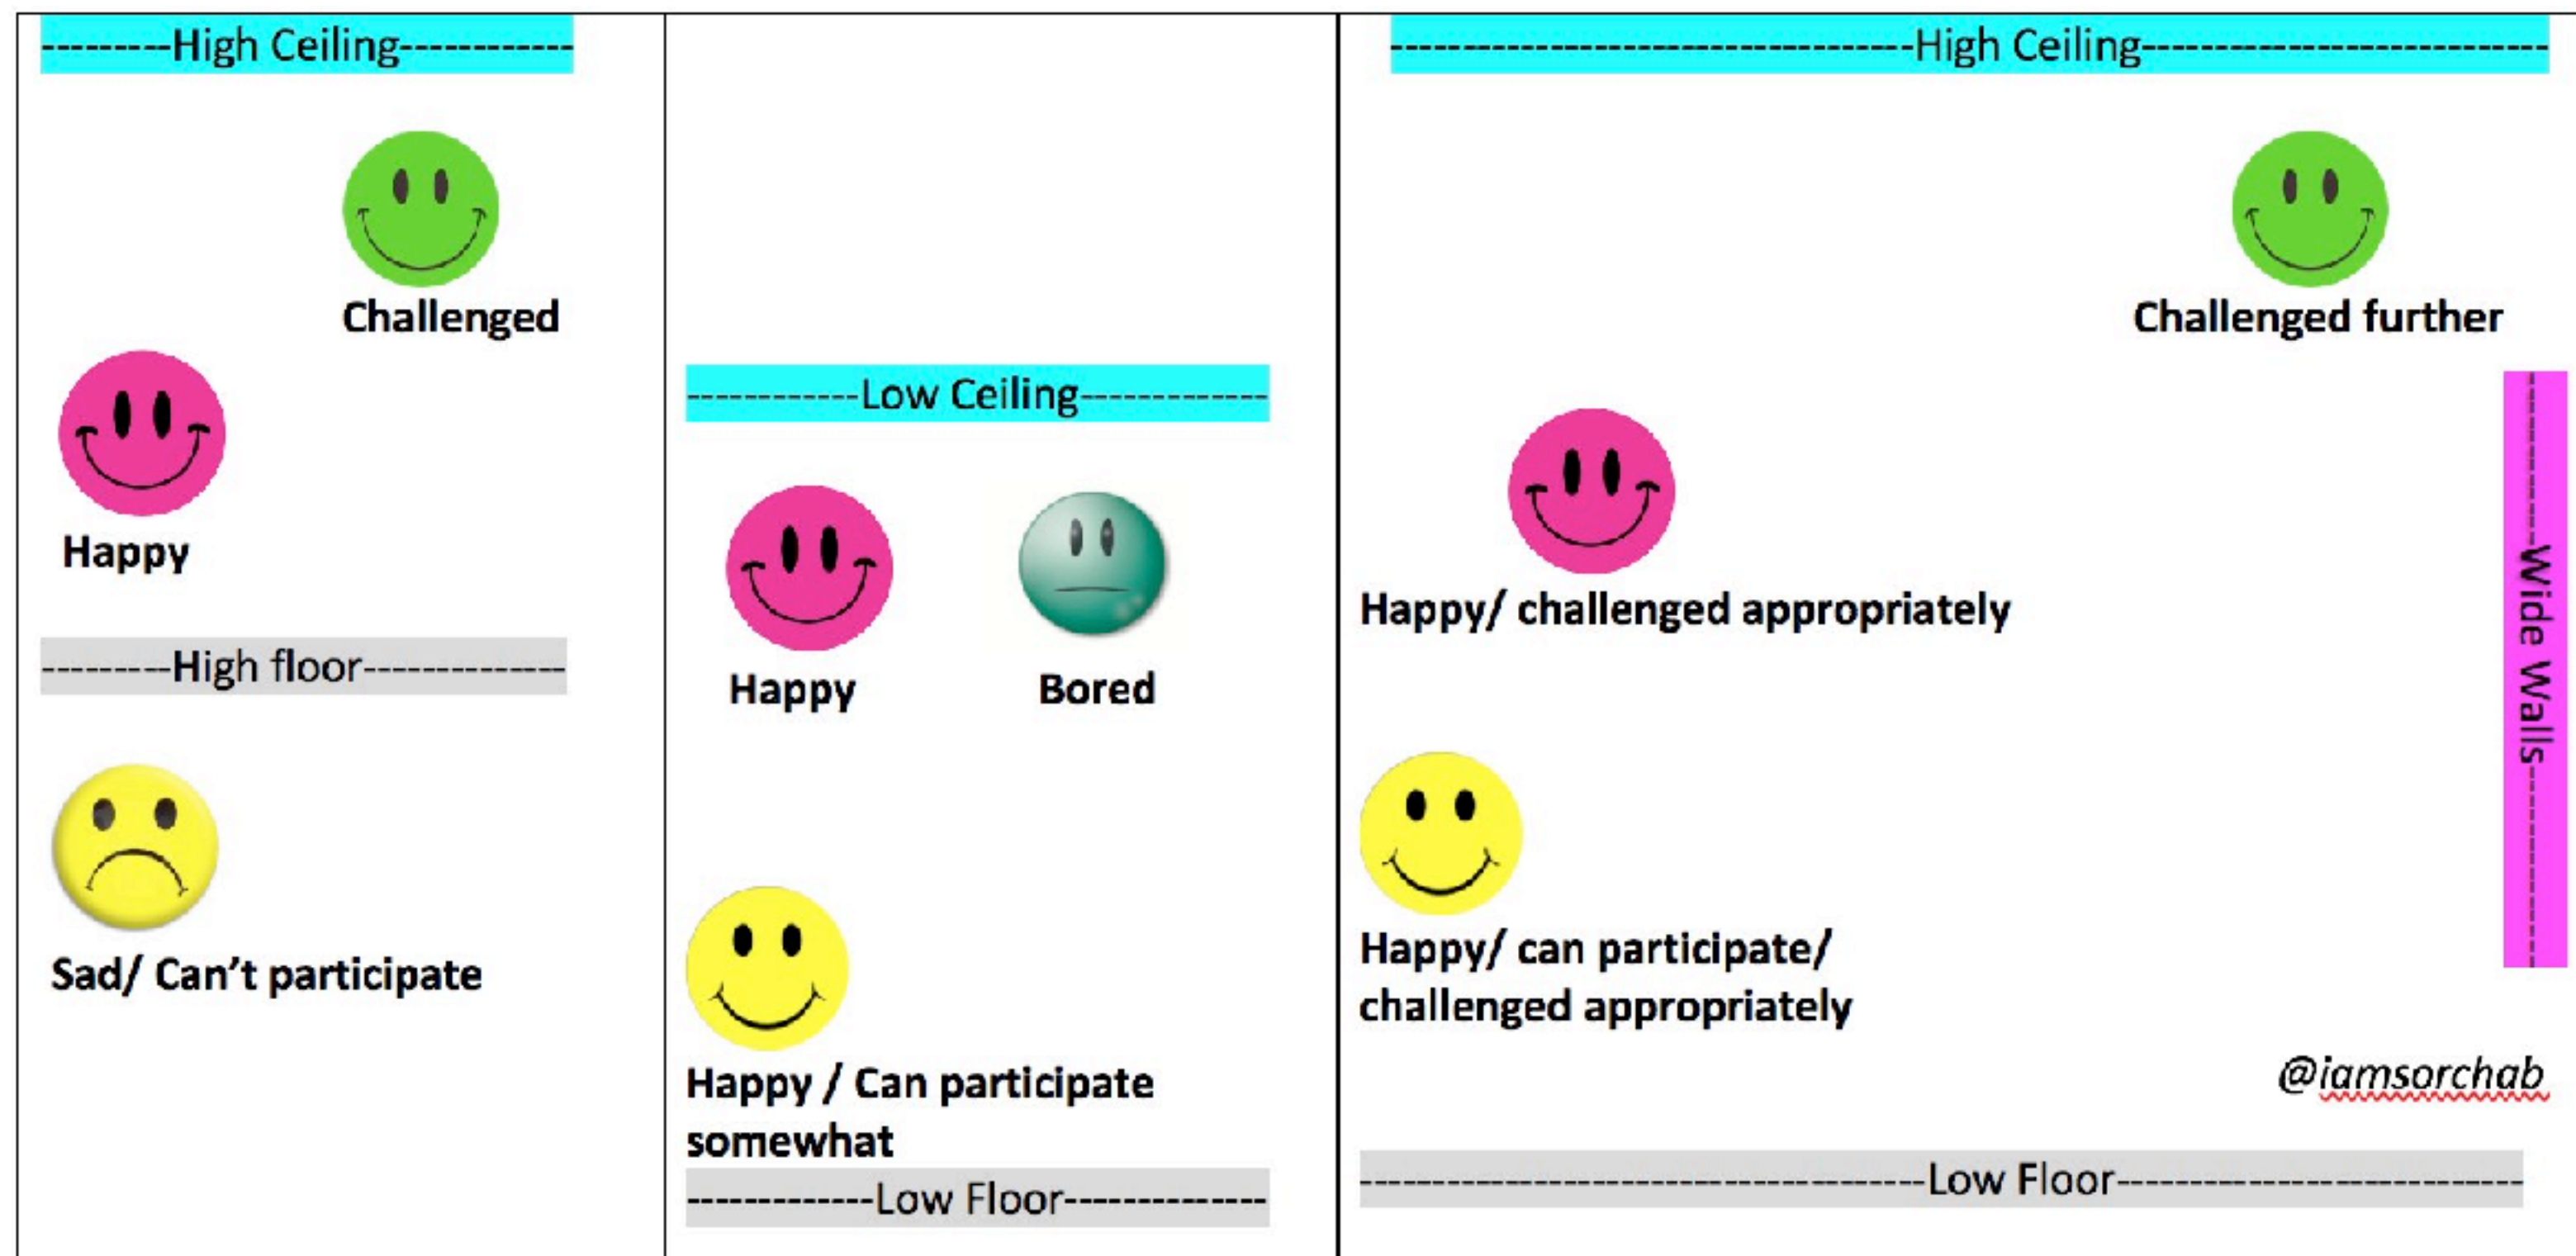 ---------High Ceiling------------
Challenged
Happy
---------High floor--------------
Sad/ Can't participate
------------Low Ceiling-------------
Happy
Bored
Happy / Can participate
somewhat
-------------Low Floor--------------
------------------------------------High Ceiling----------------------------
Challenged further
Happy/ challenged appropriately
------------Wide Walls--------------
Happy/ can participate/
challenged appropriately
@iamsorchab
---------------------------------------Low Floor----------------------------